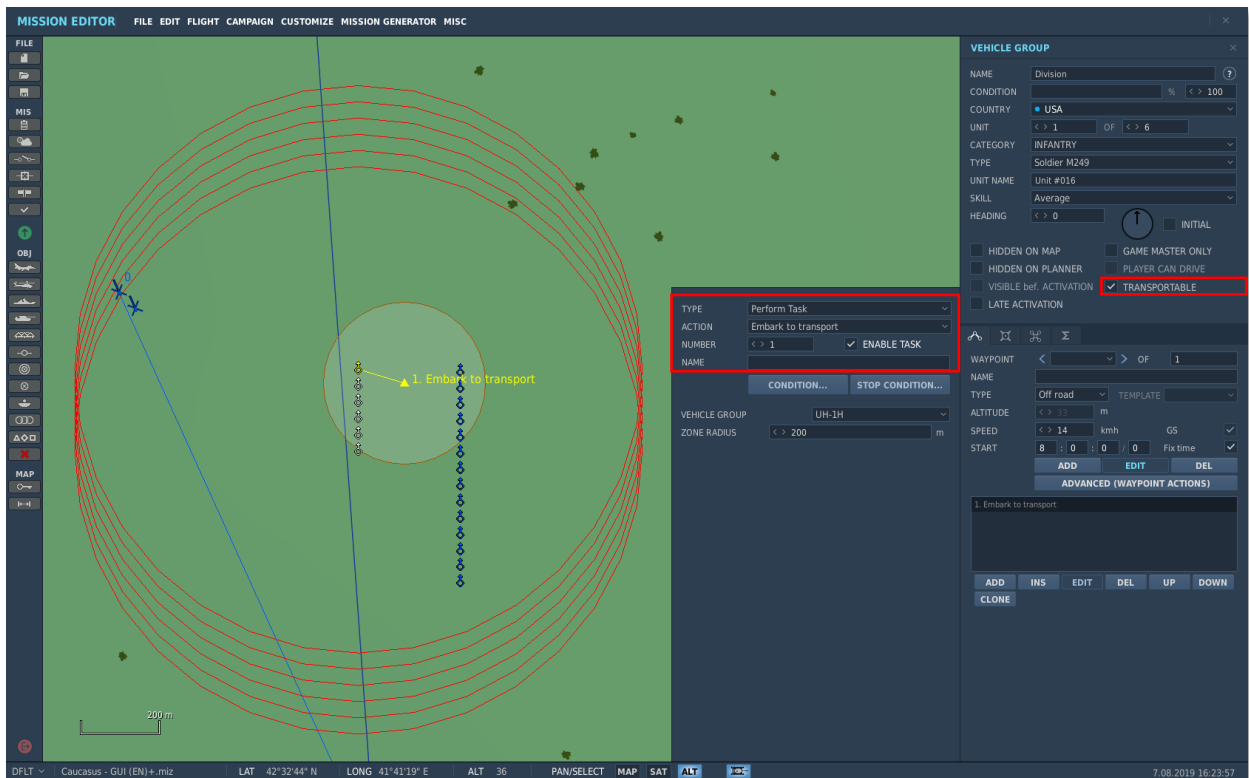 MISSION EDITOR FILE EDIT FLIGHT CAMPAIGN CUSTOMIZE MISSION GENERATOR MISC
FILE
MIS
OBJ
MAP
D
1. Embark to transport
200 m
TYPE Perform Task
ACTION Embark to transport
NUMBER < > 1 ENABLE TASK
NAME
CONDITION... STOP CONDITION...
VEHICLE GROUP UH-1H
ZONE RADIUS < > 200 m
VEHICLE GROUP
NAME Division ?
CONDITION % < > 100
COUNTRY USA
UNIT < > 1 OF < > 6
CATEGORY INFANTRY
TYPE Soldier M249
UNIT NAME Unit #016
SKILL Average
HEADING < > 0 INITIAL
HIDDEN ON MAP GAME MASTER ONLY
HIDDEN ON PLANNER PLAYER CAN DRIVE
VISIBLE bef. ACTIVATION TRANSPORTABLE
LATE ACTIVATION
WAYPOINT < > OF 1
NAME
TYPE Off road TEMPLATE
ALTITUDE < > 33 m
SPEED < > 14 kmh GS
START 8 : 0 : 0 / 0 Fix time
ADD EDIT DEL
ADVANCED (WAYPOINT ACTIONS)
1. Embark to transport
ADD INS EDIT DEL UP DOWN
CLONE
DFLT Caucasus - GUI (EN)+.miz LAT 42°32'44" N LONG 41°41'19" E ALT 36 PAN/SELECT MAP SAT ALT 7.08.2019 16:23:57